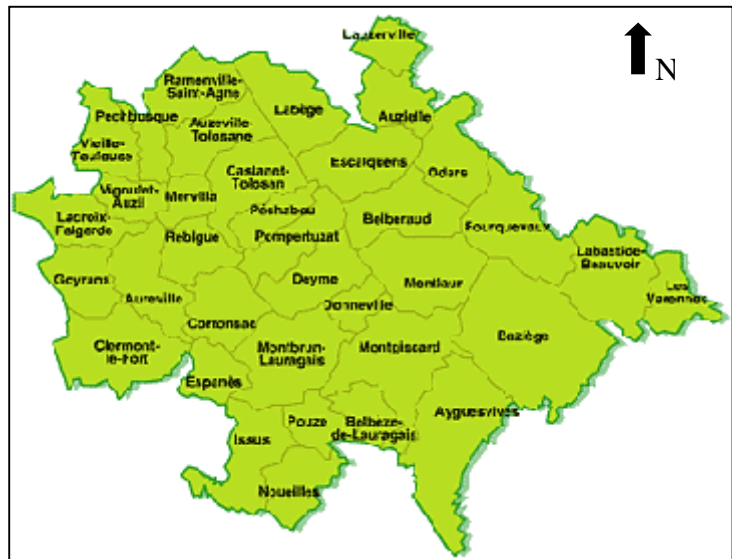 Lauzerville
N
Ramonville-
Saint-Agne
Labège
Pechbusque
Auzeville-
Tolosane
Auzielle
Vieille-
Toulouse
Escalquens
Odars
Castanet-
Tolosan
Vigoulet-
Auzil
Mervilla
Péchabou
Lacroix-
Falgarde
Belberaud
Fourquevaux
Rebigue
Pompertuzat
Labastide-
Beauvoir
Goyrans
Deyme
Montlaur
Les
Varennes
Aureville
Donneville
Corronsac
Baziège
Clermont-
le-Fort
Montbrun-
Lauragais
Montgiscard
Espanès
Ayguesvives
Pouze
Belbèze-
de-Lauragais
Issus
Noueilles